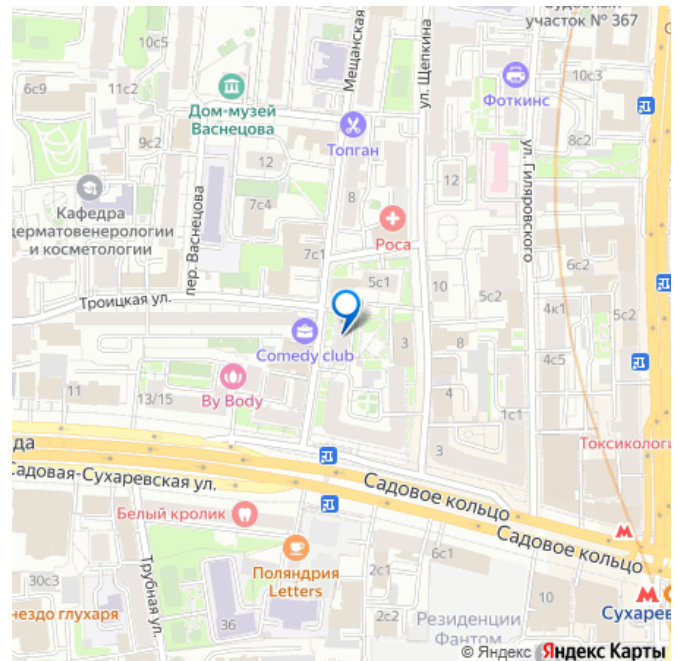 Судебный
участок № 367
10с5
Мещанская
ул. Щепкина
10с3
6с9
11с2
Дом-музей
Васнецова
Фоткинс
Топган
9с2
8с2
12
12
ул. Гиляровского
Кафедра
дерматовенерологии
и косметологии
пер. Васнецова
7с4
8
Роса
7с1
6с2
5с1
10
5с2
Троицкая ул.
4к1
5с2
Comedy club
3
8
4с5
By Body
11
13/15
4
1с1
Токсикологи
3
да
Садовая-Сухаревская ул.
Садовое кольцо
Белый кролик
Садовое кольцо
6с1
Поляндрия
Letters
Трубная ул.
2с1
30с3
10
нездо глухаря
36
2с2
Резиденции
Фантом
Сухарев
© Яндекс Яндекс Карты